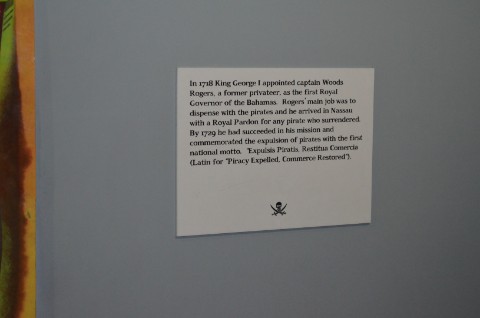 In 1718 King George I appointed captain Woods
Rogers, a former privateer, as the first Royal
Governor of the Bahamas. Rogers' main job was to
dispense with the pirates and he arrived in Nassau
with a Royal Pardon for any pirate who surrendered.
By 1729 he had succeeded in his mission and
commemorated the expulsion of pirates with the first
national motto. "Expulsis Piratis, Restitua Comercia
(Latin for "Piracy Expelled, Commerce Restored").